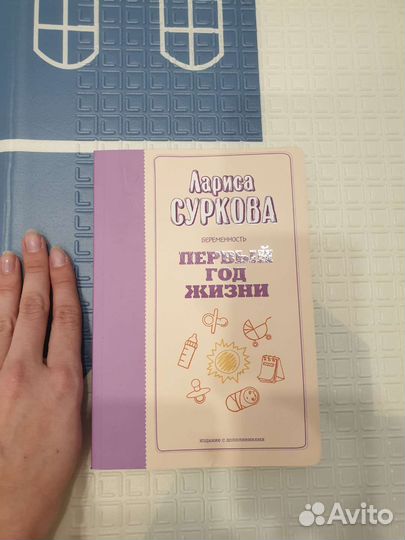 Лариса
СУРКОВА
БЕРЕМЕННОСТЬ
ПЕРВЫЙ
ГОД
ЖИЗНИ
издание с дополнениями
Avito